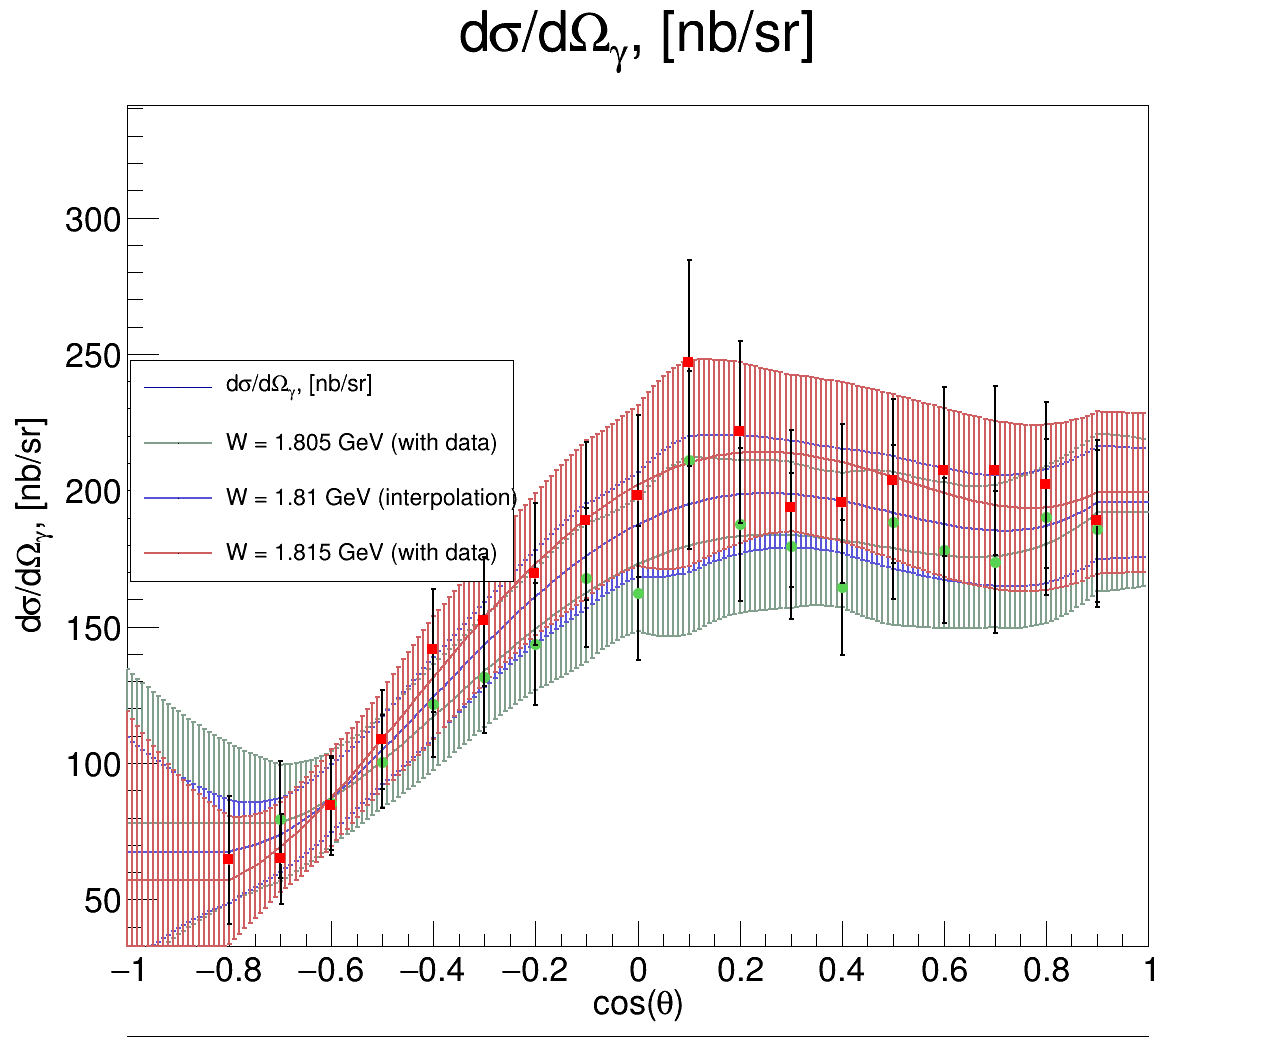 dσ/dΩγ, [nb/sr]
dσ/dΩγ, [nb/sr]
300
250
200
150
100
50
dσ/dΩγ, [nb/sr]
W = 1.805 GeV (with data)
W = 1.81 GeV (interpolation)
W = 1.815 GeV (with data)
−1 −0.8 −0.6 −0.4 −0.2 0 0.2 0.4 0.6 0.8 1
cos(θ)